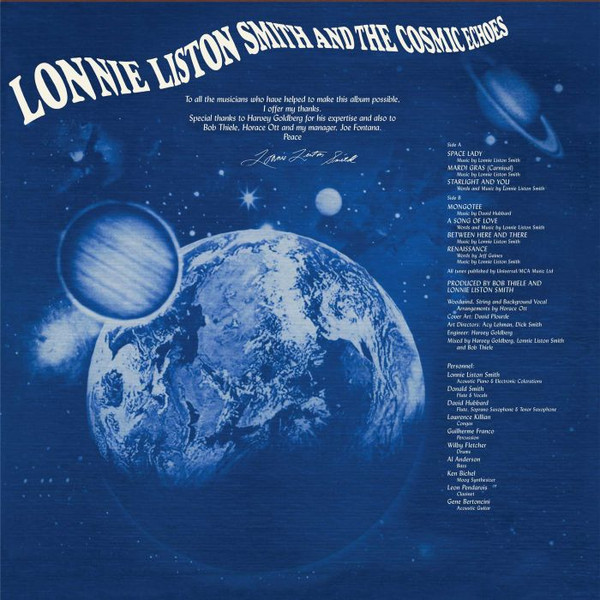 LONNIE LISTON SMITH AND THE COSMIC ECHOES
To all the musicians who have helped to make this album possible,
I offer my thanks.
Special thanks to Harvey Goldberg for his expertise and also to
Bob Thiele, Horace Ott and my manager, Joe Fontana.
Peace
Lonnie Liston Smith
Side A
SPACE LADY
Music by Lonnie Liston Smith
MARDI GRAS (Carnival)
Music by Lonnie Liston Smith
STARLIGHT AND YOU
Words and Music by Lonnie Liston Smith
Side B
MONGOTEE
Music by David Hubbard
A SONG OF LOVE
Words and Music by Lonnie Liston Smith
BETWEEN HERE AND THERE
Music by Lonnie Liston Smith
RENAISSANCE
Words by Jeff Gaines
Music by Lonnie Liston Smith
All tunes published by Universal/MCA Music Ltd
PRODUCED BY BOB THIELE AND
LONNIE LISTON SMITH
Woodwind, String and Background Vocal
Arrangements by Horace Ott
Cover Art: David Plourde
Art Directors: Acy Lehman, Dick Smith
Engineer: Harvey Goldberg
Mixed by Harvey Goldberg, Lonnie Liston Smith
and Bob Thiele
Personnel:
Lonnie Liston Smith
Acoustic Piano & Electronic Colorations
Donald Smith
Flute & Vocals
David Hubbard
Flute, Soprano Saxophone & Tenor Saxophone
Lawrence Killian
Congas
Guilherme Franco
Percussion
Wilby Fletcher
Drums
Al Anderson
Bass
Ken Bichel
Moog Synthesizer
Leon Pendarvis
Clavinet
Gene Bertoncini
Acoustic Guitar